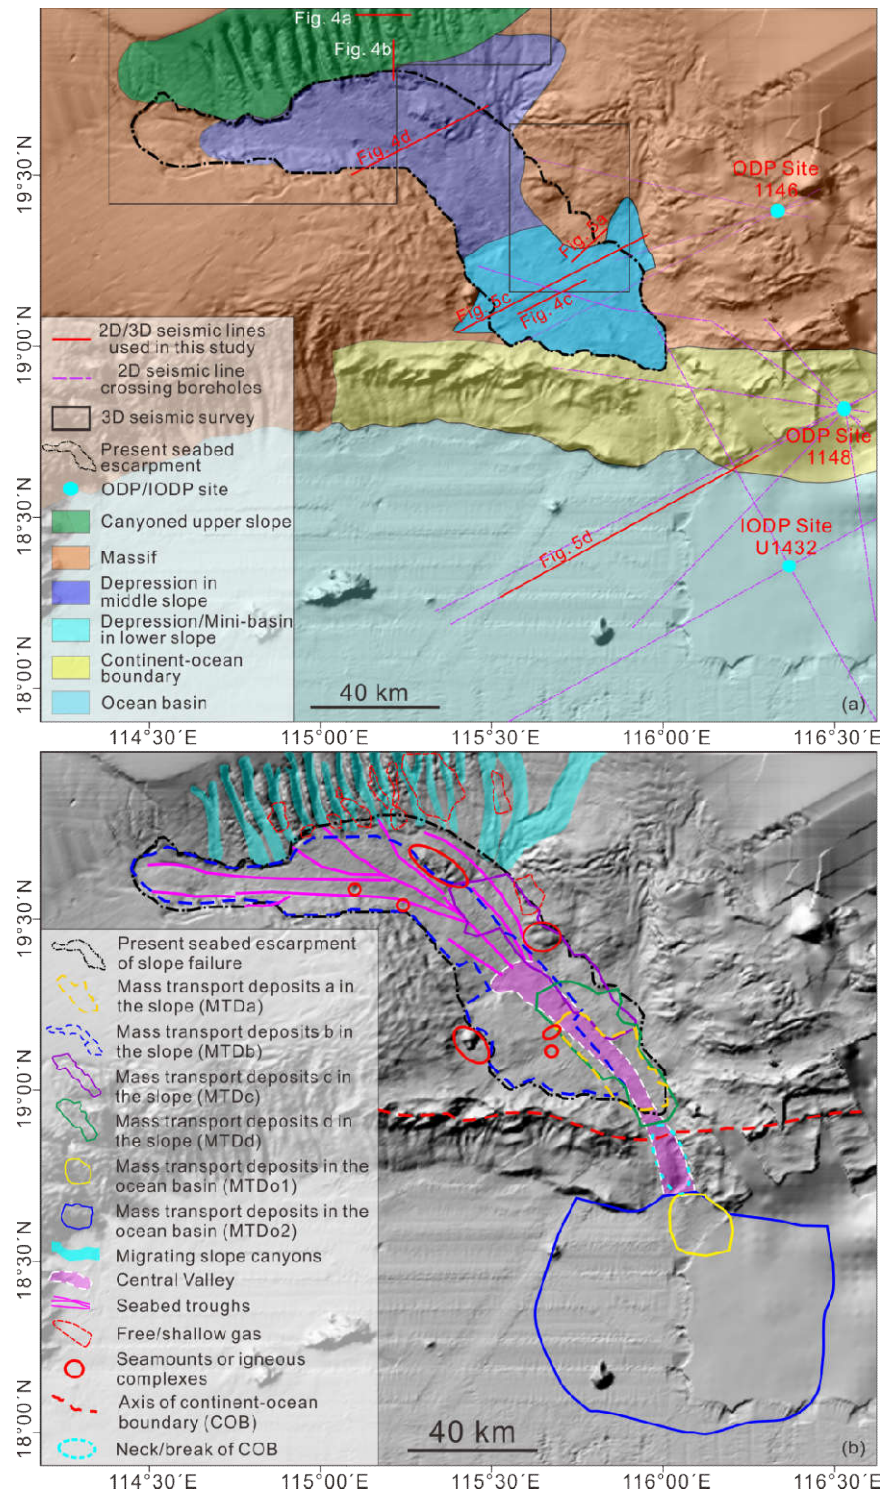 Fig. 4a
Fig. 4b
Fig. 4d
ODP Site
1146
Fig. 5a
Fig. 5c
Fig. 4c
19°30′N
19°00′N
18°30′N
18°00′N
2D/3D seismic lines
used in this study
2D seismic line
crossing boreholes
3D seismic survey
Present seabed
escarpment
ODP/IODP site
Canyoned upper slope
Massif
Depression in
middle slope
Depression/Mini-basin
in lower slope
Continent-ocean
boundary
Ocean basin
ODP Site
1148
IODP Site
U1432
Fig. 5d
40 km
(a)
114°30′E
115°00′E
115°30′E
116°00′E
116°30′E
19°30′N
19°00′N
18°30′N
18°00′N
Present seabed escarpment
of slope failure
Mass transport deposits a in
the slope (MTDa)
Mass transport deposits b in
the slope (MTDb)
Mass transport deposits c in
the slope (MTDc)
Mass transport deposits d in
the slope (MTDd)
Mass transport deposits in the
ocean basin (MTDo1)
Mass transport deposits in the
ocean basin (MTDo2)
Migrating slope canyons
Central Valley
Seabed troughs
Free/shallow gas
Seamounts or igneous
complexes
Axis of continent-ocean
boundary (COB)
Neck/break of COB
40 km
(b)
114°30′E
115°00′E
115°30′E
116°00′E
116°30′E